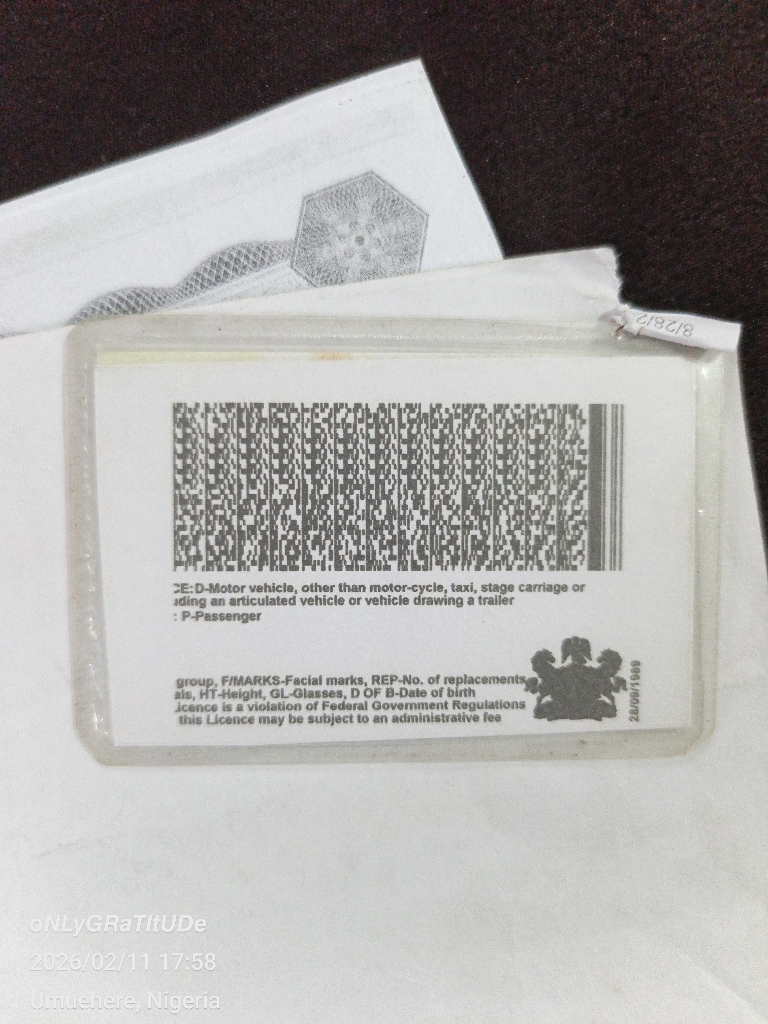 8/28/2
CE:D-Motor vehicle, other than motor-cycle, taxi, stage carriage or
ding an articulated vehicle or vehicle drawing a trailer
: P-Passenger
group, F/MARKS-Facial marks, REP-No. of replacements
als, HT-Height, GL-Glasses, D OF B-Date of birth
icence is a violation of Federal Government Regulations
this Licence may be subject to an administrative fee
28/09/1989
oNLyGRaTItUDe
2026/02/11 17:58
Umuehere, Nigeria